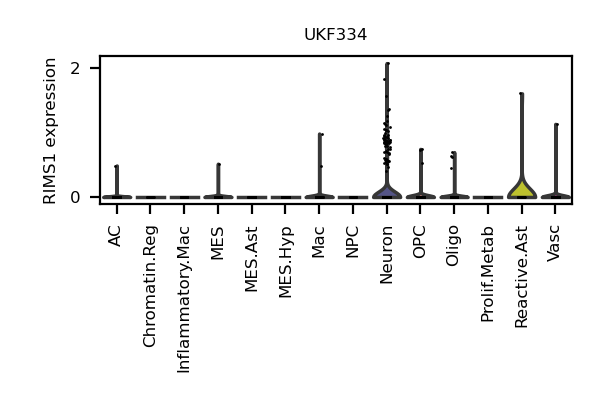 UKF334
RIMS1 expression
2
0
AC
Chromatin.Reg
Inflammatory.Mac
MES
MES.Ast
MES.Hyp
Mac
NPC
Neuron
OPC
Oligo
Prolif.Metab
Reactive.Ast
Vasc